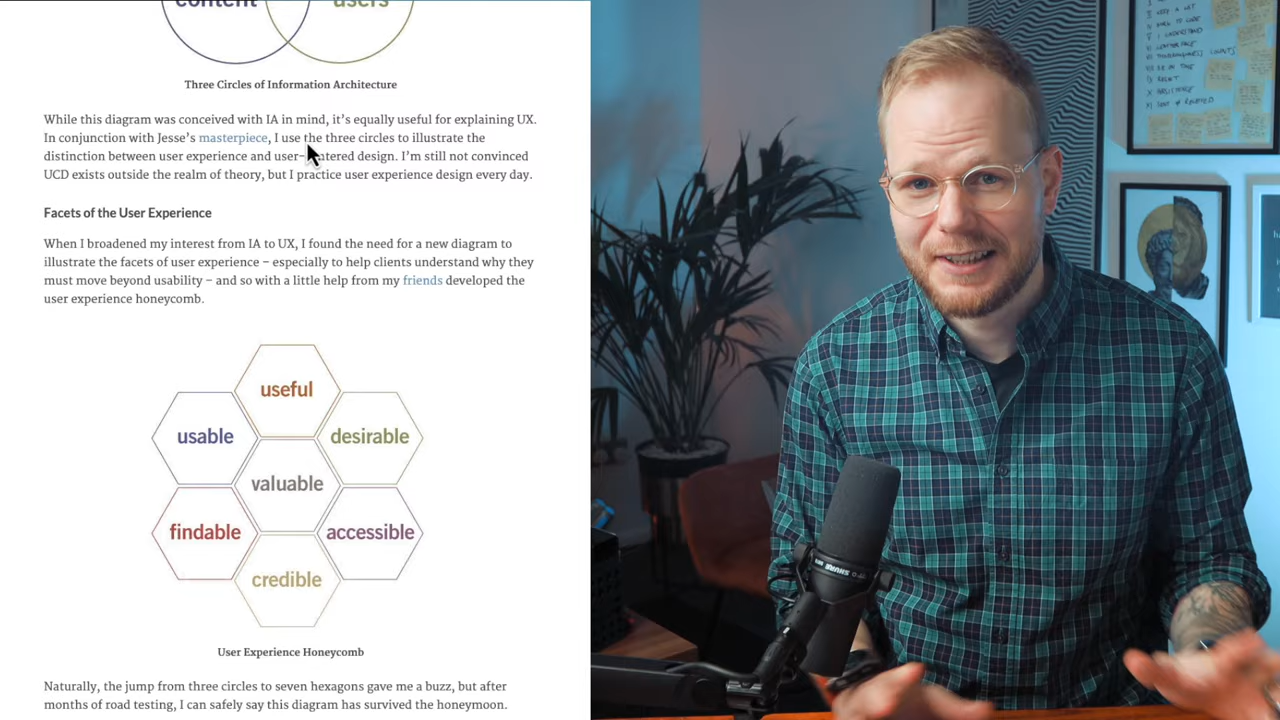 content
users
Three Circles of Information Architecture
While this diagram was conceived with IA in mind, it's equally useful for explaining UX.
In conjunction with Jesse's masterpiece, I use the three circles to illustrate the
distinction between user experience and user-centered design. I'm still not convinced
UCD exists outside the realm of theory, but I practice user experience design every day.
Facets of the User Experience
When I broadened my interest from IA to UX, I found the need for a new diagram to
illustrate the facets of user experience – especially to help clients understand why they
must move beyond usability – and so with a little help from my friends developed the
user experience honeycomb.
useful
usable
desirable
valuable
findable
accessible
credible
User Experience Honeycomb
Naturally, the jump from three circles to seven hexagons gave me a buzz, but after
months of road testing, I can safely say this diagram has survived the honeymoon.
SHURE